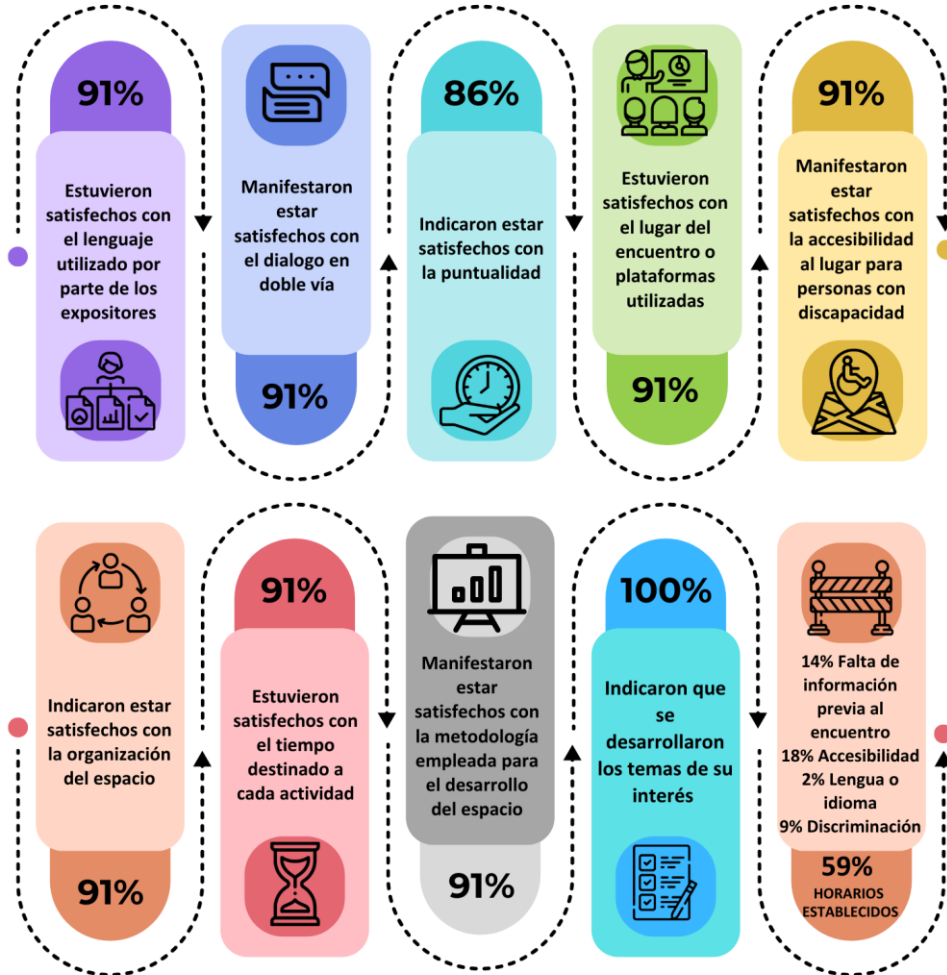 91%
Estuvieron
satisfechos con
el lenguaje
utilizado por
parte de los
expositores
Manifestaron
estar
satisfechos con
el dialogo en
doble vía
91%
86%
Indicaron estar
satisfechos con
la puntualidad
Estuvieron
satisfechos con
el lugar del
encuentro o
plataformas
utilizadas
91%
91%
Manifestaron
estar
satisfechos con
la accesibilidad
al lugar para
personas con
discapacidad
Indicaron estar
satisfechos con
la organización
del espacio
91%
91%
Estuvieron
satisfechos con
el tiempo
destinado a
cada actividad
Manifestaron
estar
satisfechos con
la metodología
empleada para
el desarrollo
del espacio
91%
100%
Indicaron que
se
desarrollaron
los temas de su
interés
14% Falta de
información
previa al
encuentro
18% Accesibilidad
2% Lengua o
idioma
9% Discriminación
59%
HORARIOS
ESTABLECIDOS